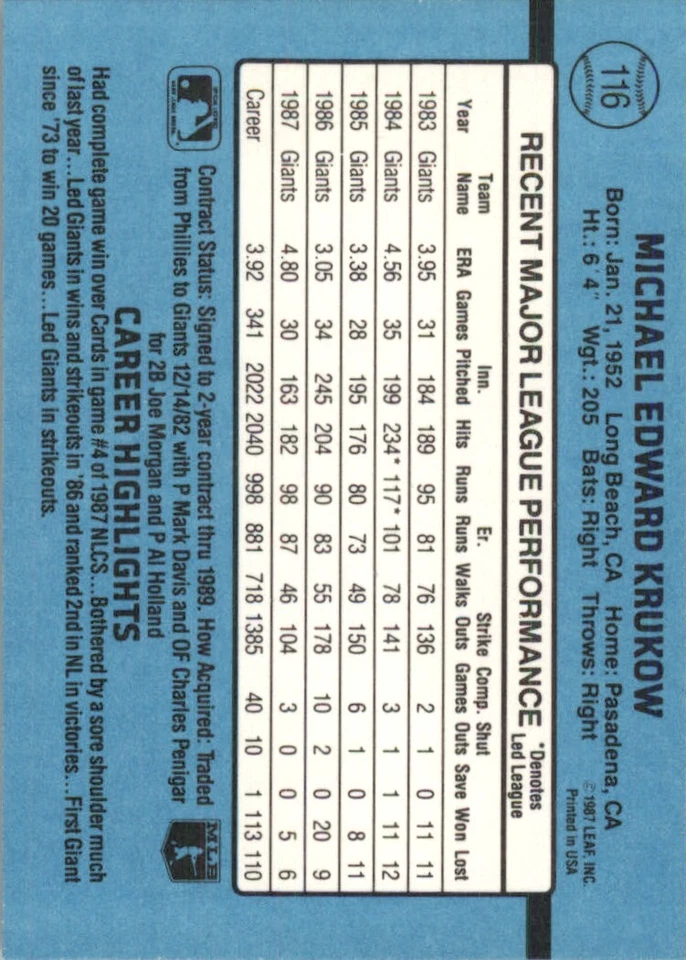 116
MICHAEL EDWARD KRUKOW
Born: Jan. 21, 1952 Long Beach, CA Home: Pasadena, CA
Ht.: 6' 4" Wgt.: 205 Bats: Right Throws: Right
© 1987 LEAF, INC.
Printed in USA
RECENT MAJOR LEAGUE PERFORMANCE *Denotes
Led League
Team Inn. Er. Strike Comp. Shut
Year Name ERA Games Pitched Hits Runs Runs Walks Outs Games Outs Save Won Lost
1983 Giants 3.95 31 184 189 95 81 76 136 2 1 0 11 11
1984 Giants 4.56 35 199 234* 117* 101 78 141 3 1 1 11 12
1985 Giants 3.38 28 195 176 80 73 49 150 6 1 0 8 11
1986 Giants 3.05 34 245 204 90 83 55 178 10 2 0 20 9
1987 Giants 4.80 30 163 182 98 87 46 104 3 0 0 5 6
Career 3.92 341 2022 2040 998 881 718 1385 40 10 1 113 110
Contract Status: Signed to 2-year contract thru 1989. How Acquired: Traded
from Phillies to Giants 12/14/82 with P Mark Davis and OF Charles Penigar
for 2B Joe Morgan and P Al Holland
MLB
CAREER HIGHLIGHTS
Had complete game win over Cards in game #4 of 1987 NLCS...Bothered by a sore shoulder much
of last year...Led Giants in wins and strikeouts in '86 and ranked 2nd in NL in victories...First Giant
since '73 to win 20 games...Led Giants in strikeouts.